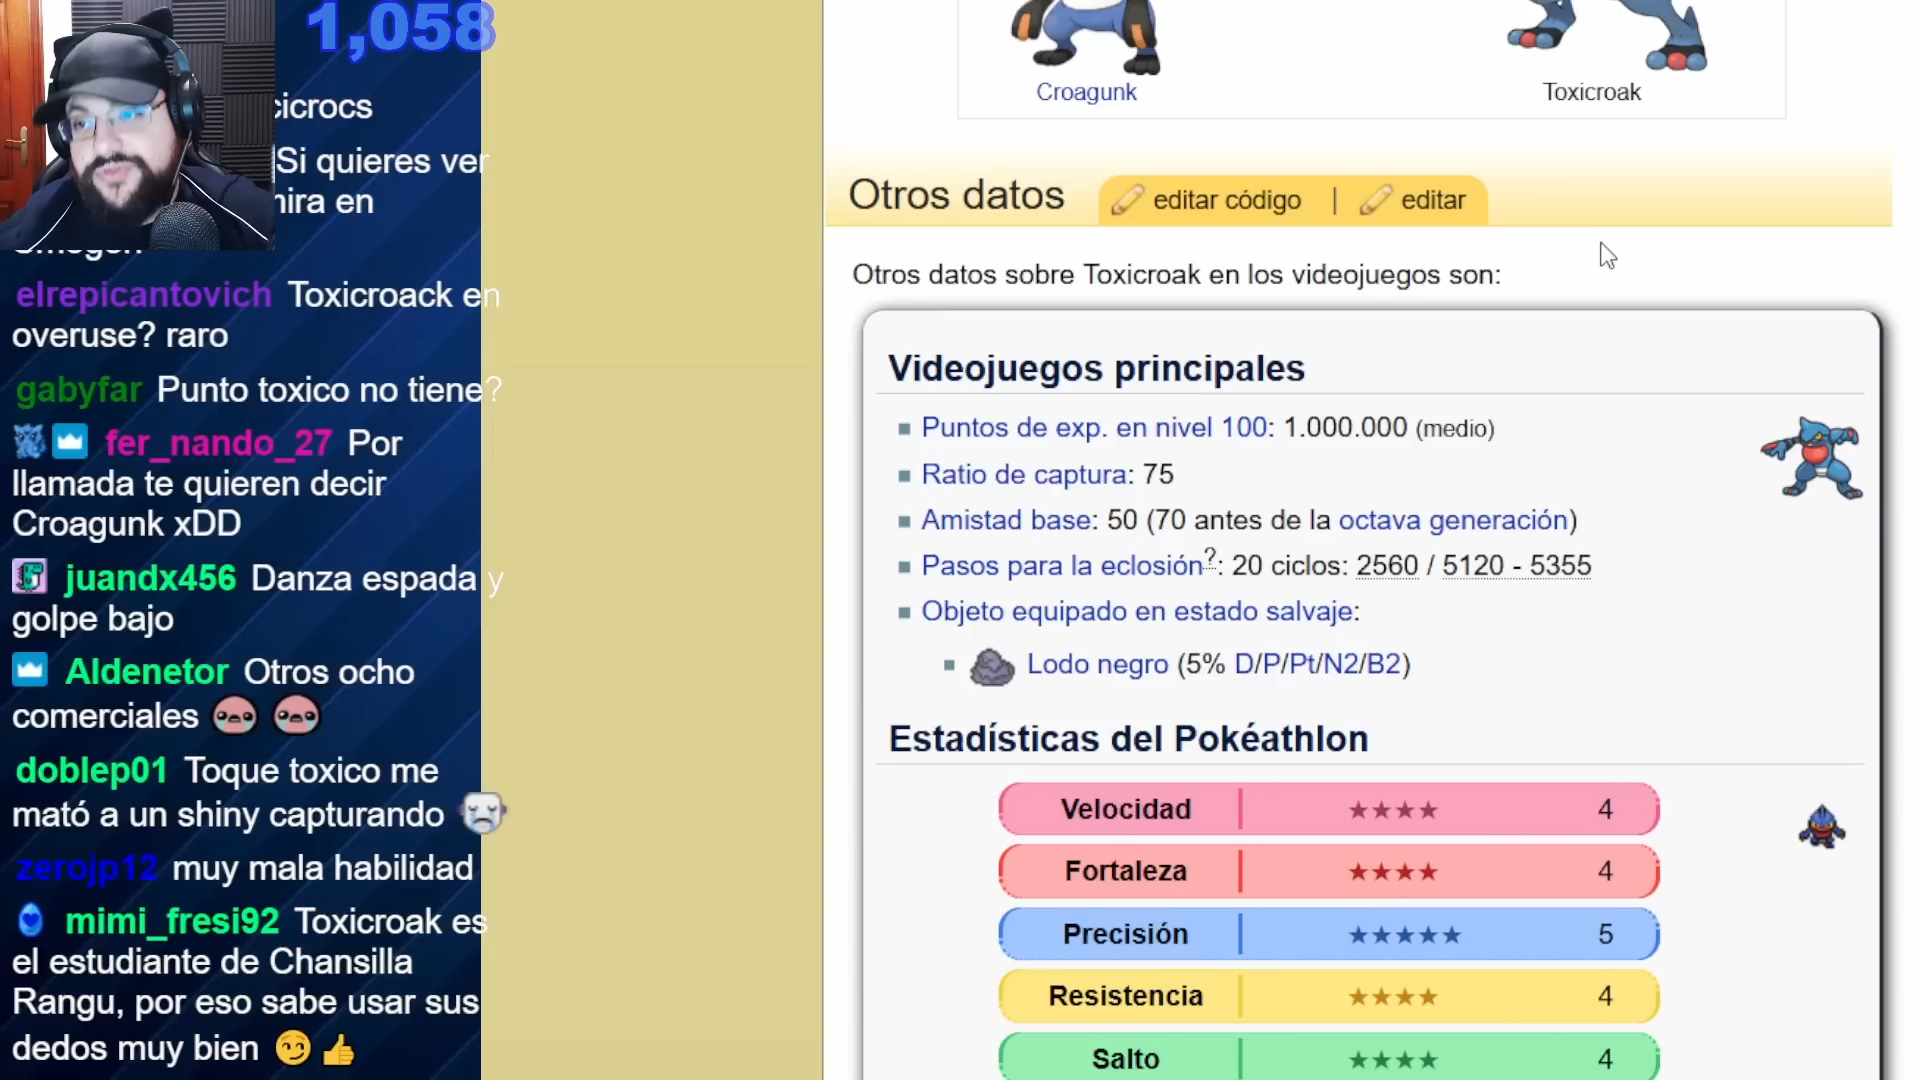 1,058
cicrocs
Si quieres ver
mira en
elrepicantovich Toxicroack en
overuse? raro
gabyfar Punto toxico no tiene?
fer_nando_27 Por
llamada te quieren decir
Croagunk xDD
juandx456 Danza espada y
golpe bajo
Aldenetor Otros ocho
comerciales
doblep01 Toque toxico me
mató a un shiny capturando
zerojp12 muy mala habilidad
mimi_fresi92 Toxicroak es
el estudiante de Chansilla
Rangu, por eso sabe usar sus
dedos muy bien
Croagunk
Toxicroak
Otros datos editar código | editar
Otros datos sobre Toxicroak en los videojuegos son:
Videojuegos principales
Puntos de exp. en nivel 100: 1.000.000 (medio)
Ratio de captura: 75
Amistad base: 50 (70 antes de la octava generación)
Pasos para la eclosión?: 20 ciclos: 2560 / 5120 - 5355
Objeto equipado en estado salvaje:
Lodo negro (5% D/P/Pt/N2/B2)
Estadísticas del Pokéathlon
Velocidad ★★★★ 4
Fortaleza ★★★★ 4
Precisión ★★★★★ 5
Resistencia ★★★★ 4
Salto ★★★★ 4